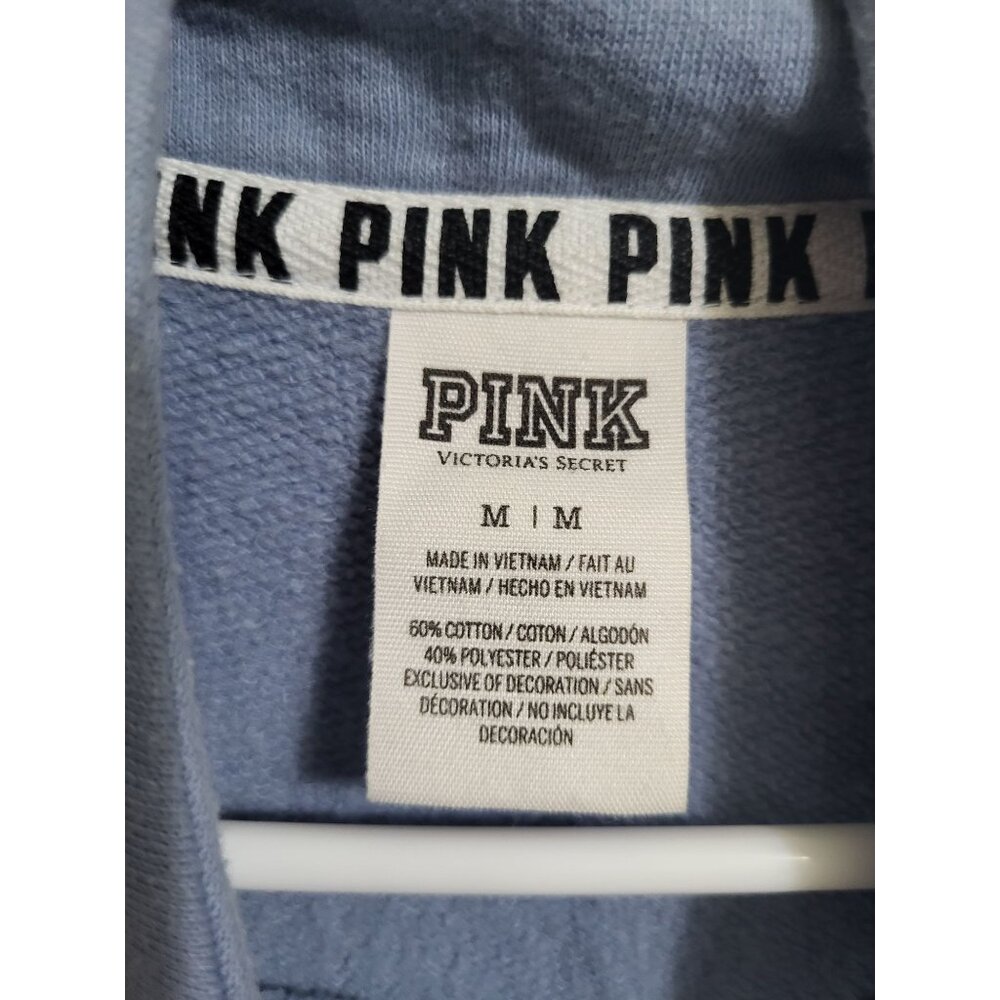 NK PINK PINK
PINK
VICTORIA'S SECRET
M | M
MADE IN VIETNAM / FAIT AU
VIETNAM / HECHO EN VIETNAM
60% COTTON / COTON / ALGODÓN
40% POLYESTER / POLIÉSTER
EXCLUSIVE OF DECORATION / SANS
DÉCORATION / NO INCLUYE LA
DECORACIÓN